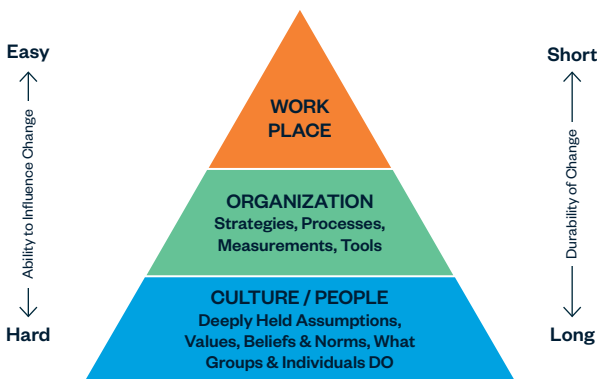 Easy
Ability to Influence Change
Hard
WORK
PLACE
ORGANIZATION
Strategies, Processes,
Measurements, Tools
CULTURE / PEOPLE
Deeply Held Assumptions,
Values, Beliefs & Norms, What
Groups & Individuals DO
Short
Durability of Change
Long